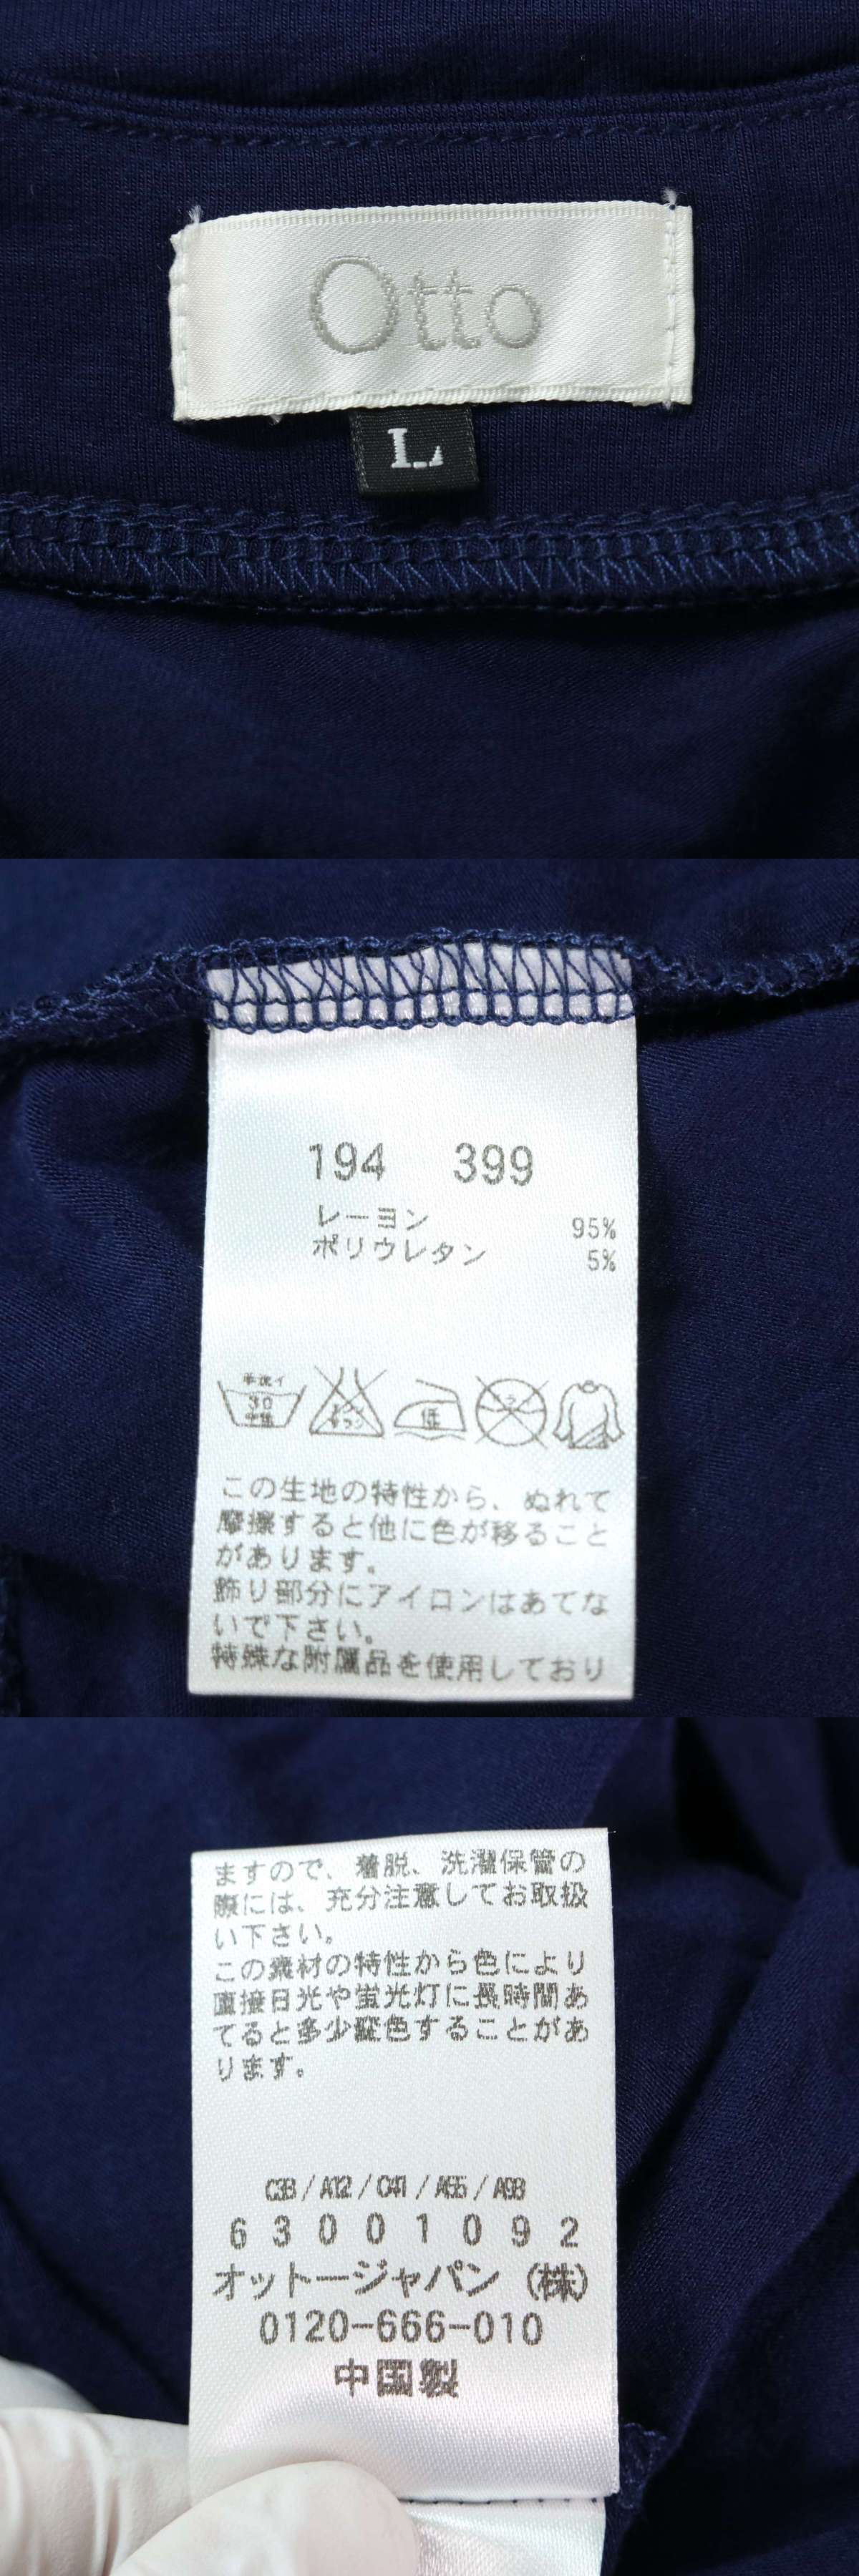 Otto
L
194 399
レーヨン 95%
ポリウレタン 5%
手洗イ
30
中性
エンソ
サラシ
低
この生地の特性から、ぬれて
摩擦すると他に色が移ること
があります。
飾り部分にアイロンはあてな
いで下さい。
特殊な附属品を使用しており
ますので、着脱、洗濯保管の
際には、充分注意してお取扱
い下さい。
この素材の特性から色により
直接日光や蛍光灯に長時間あ
てると多少変色することがあ
ります。
C38/A12/C41/A55/A98
63001092
オットージャパン(株)
0120-666-010
中国製